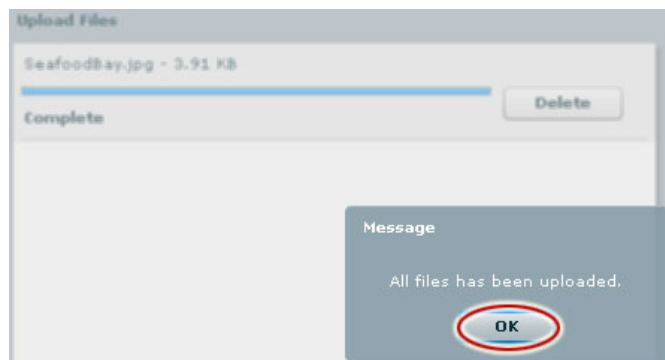 Upload Files
SeafoodBay.jpg - 3.91 KB
Delete
Complete
Message
All files has been uploaded.
OK